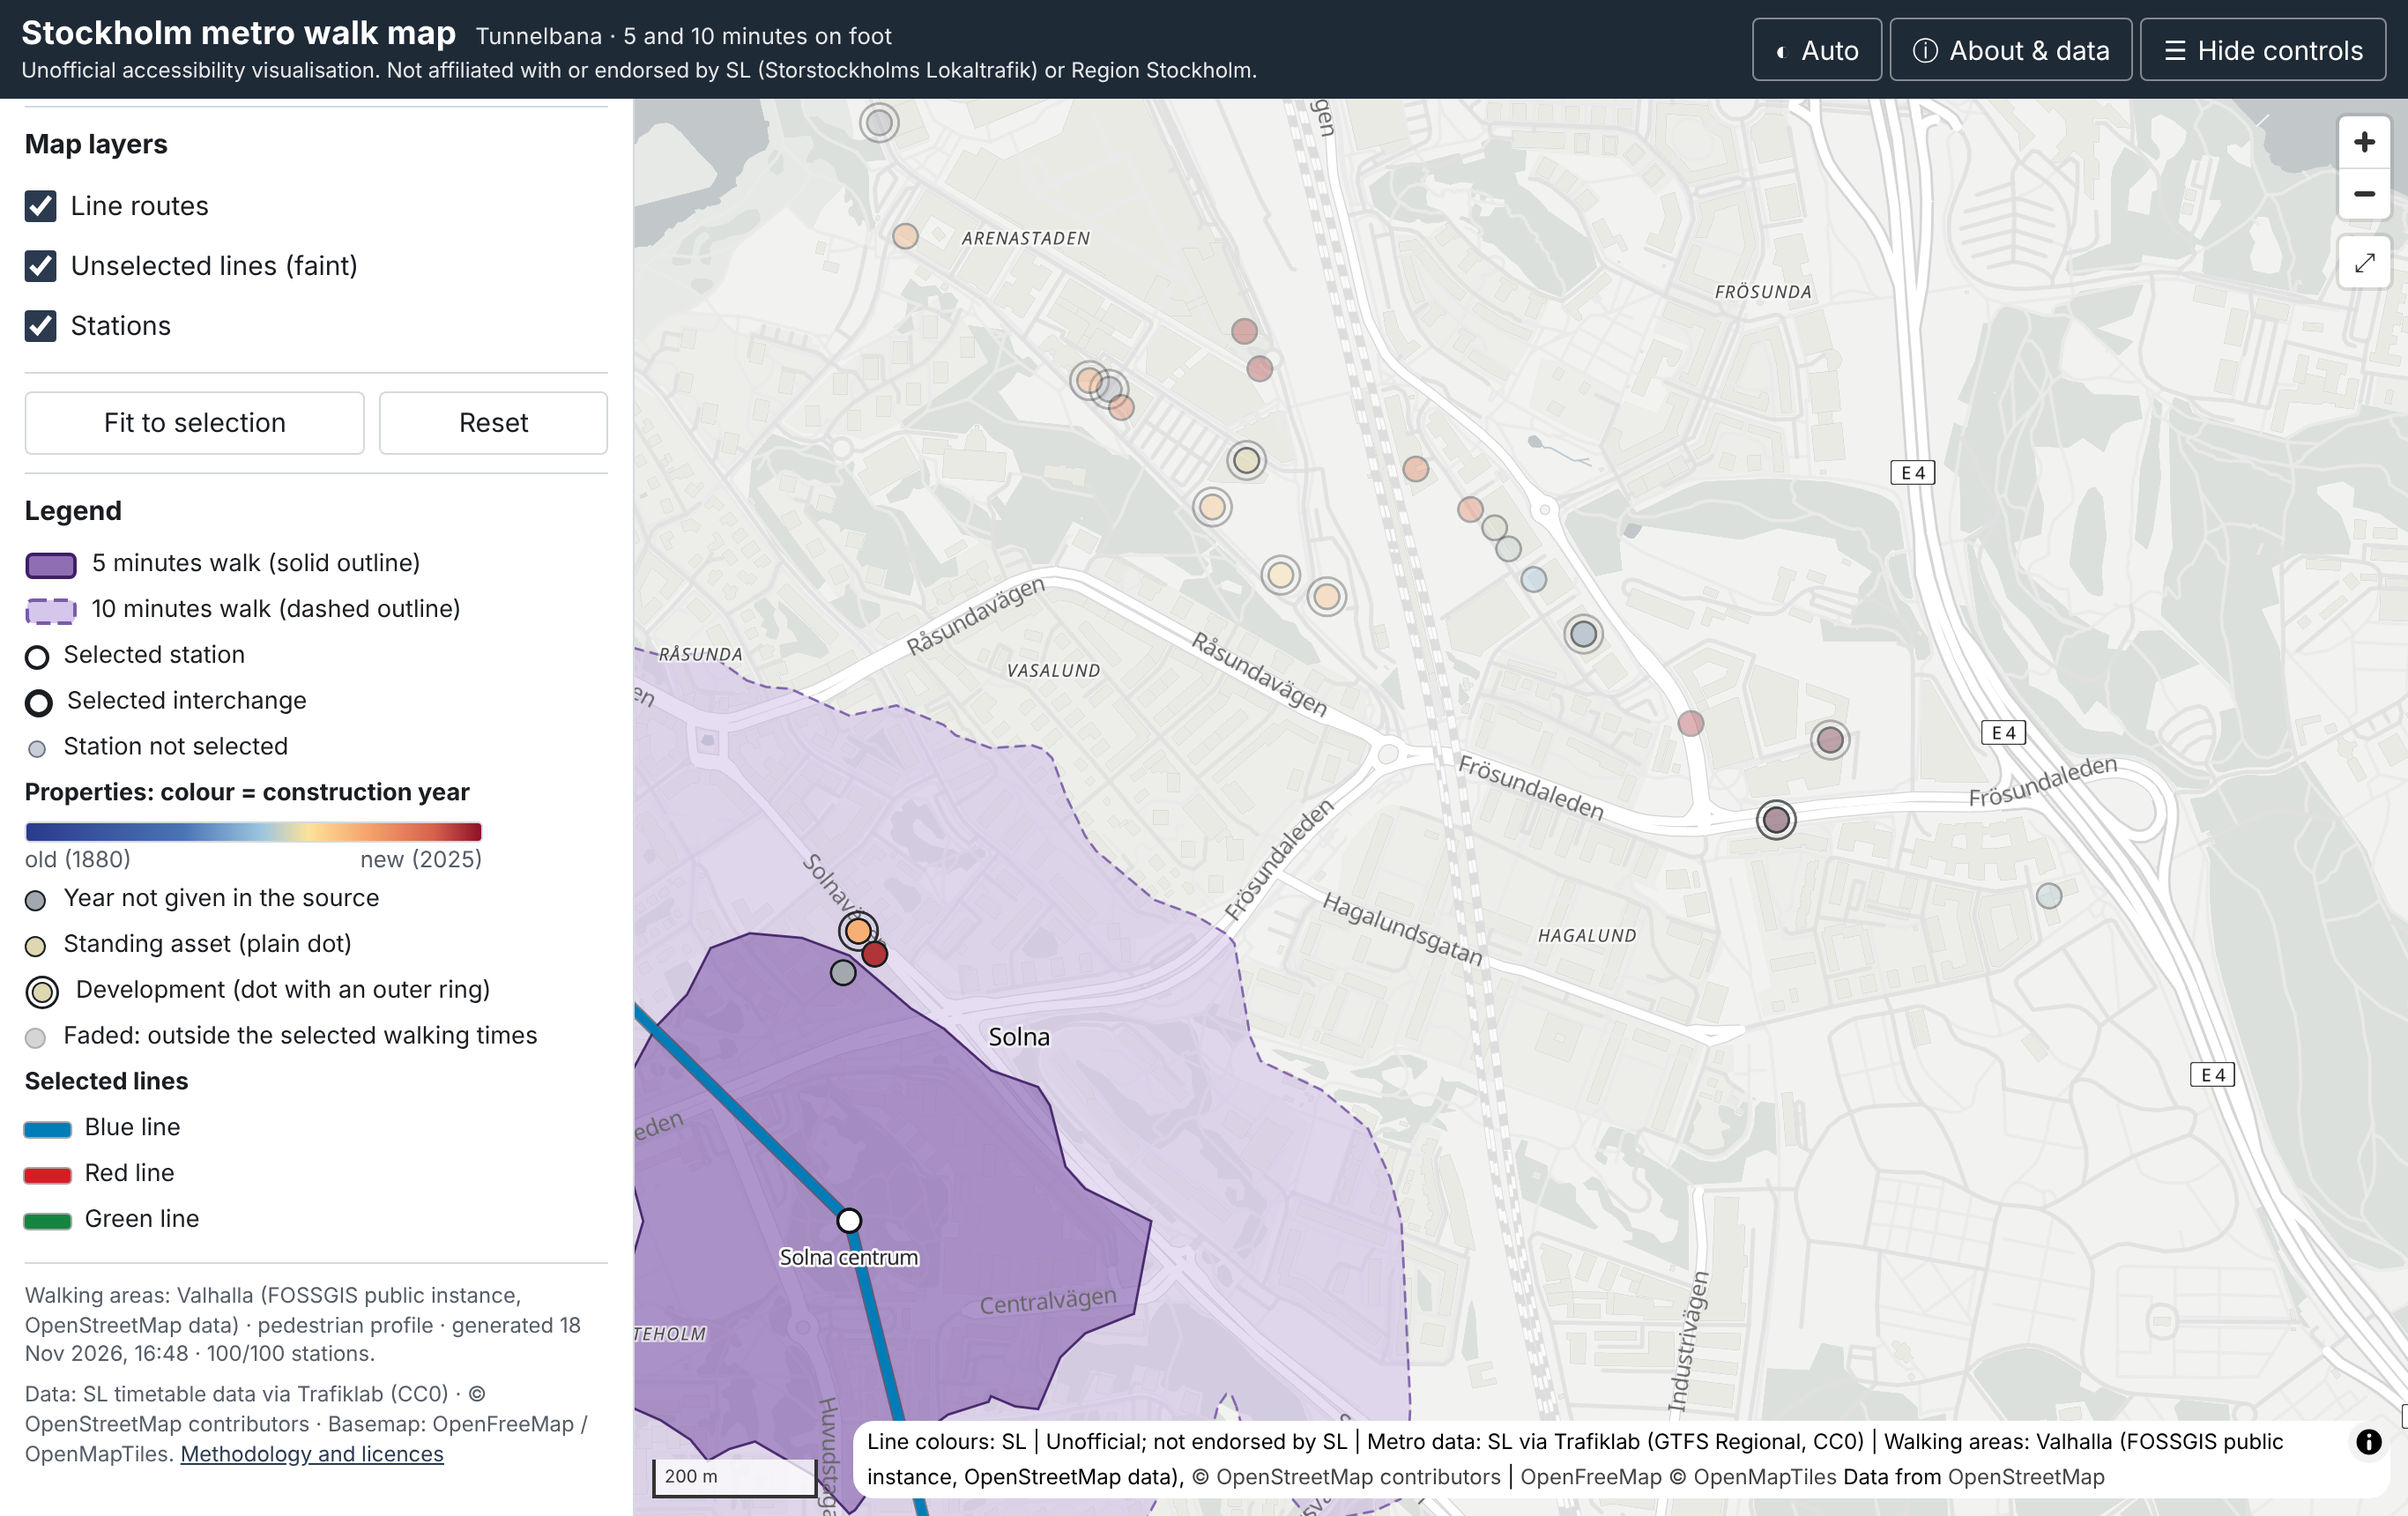 Stockholm metro walk map Tunnelbana · 5 and 10 minutes on foot
Unofficial accessibility visualisation. Not affiliated with or endorsed by SL (Storstockholms Lokaltrafik) or Region Stockholm.
Auto
About & data
Hide controls
Map layers
Line routes
Unselected lines (faint)
Stations
Fit to selection
Reset
Legend
5 minutes walk (solid outline)
10 minutes walk (dashed outline)
Selected station
Selected interchange
Station not selected
Properties: colour = construction year
old (1880)
new (2025)
Year not given in the source
Standing asset (plain dot)
Development (dot with an outer ring)
Faded: outside the selected walking times
Selected lines
Blue line
Red line
Green line
Walking areas: Valhalla (FOSSGIS public instance,
OpenStreetMap data) · pedestrian profile · generated 18
Nov 2026, 16:48 · 100/100 stations.
Data: SL timetable data via Trafiklab (CC0) · ©
OpenStreetMap contributors · Basemap: OpenFreeMap /
OpenMapTiles. Methodology and licences
gen
ARENASTADEN
FRÖSUNDA
E 4
Råsundavägen
RÅSUNDA
VASALUND
Råsundavägen
en
E 4
Frösundaleden
Frösundaleden
Frösundaleden
Solnavä
Hagalundsgatan
HAGALUND
Solna
E 4
eden
Solna centrum
Centralvägen
TEHOLM
Industrivägen
Huvudstaga
200 m
Line colours: SL | Unofficial; not endorsed by SL | Metro data: SL via Trafiklab (GTFS Regional, CC0) | Walking areas: Valhalla (FOSSGIS public
instance, OpenStreetMap data), © OpenStreetMap contributors | OpenFreeMap © OpenMapTiles Data from OpenStreetMap